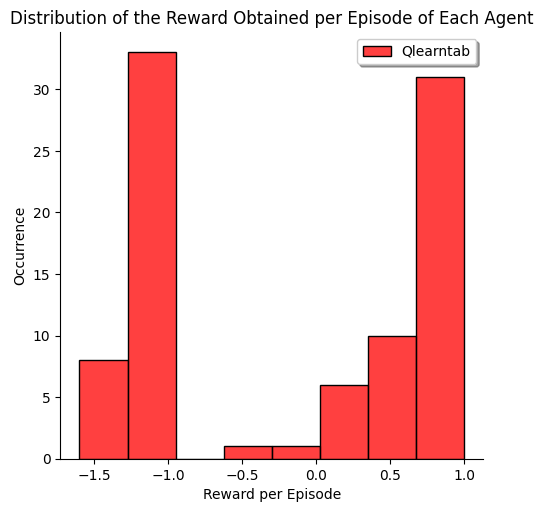 Distribution of the Reward Obtained per Episode of Each Agent
Qlearntab
Occurrence
30
25
20
15
10
5
0
−1.5 −1.0 −0.5 0.0 0.5 1.0
Reward per Episode